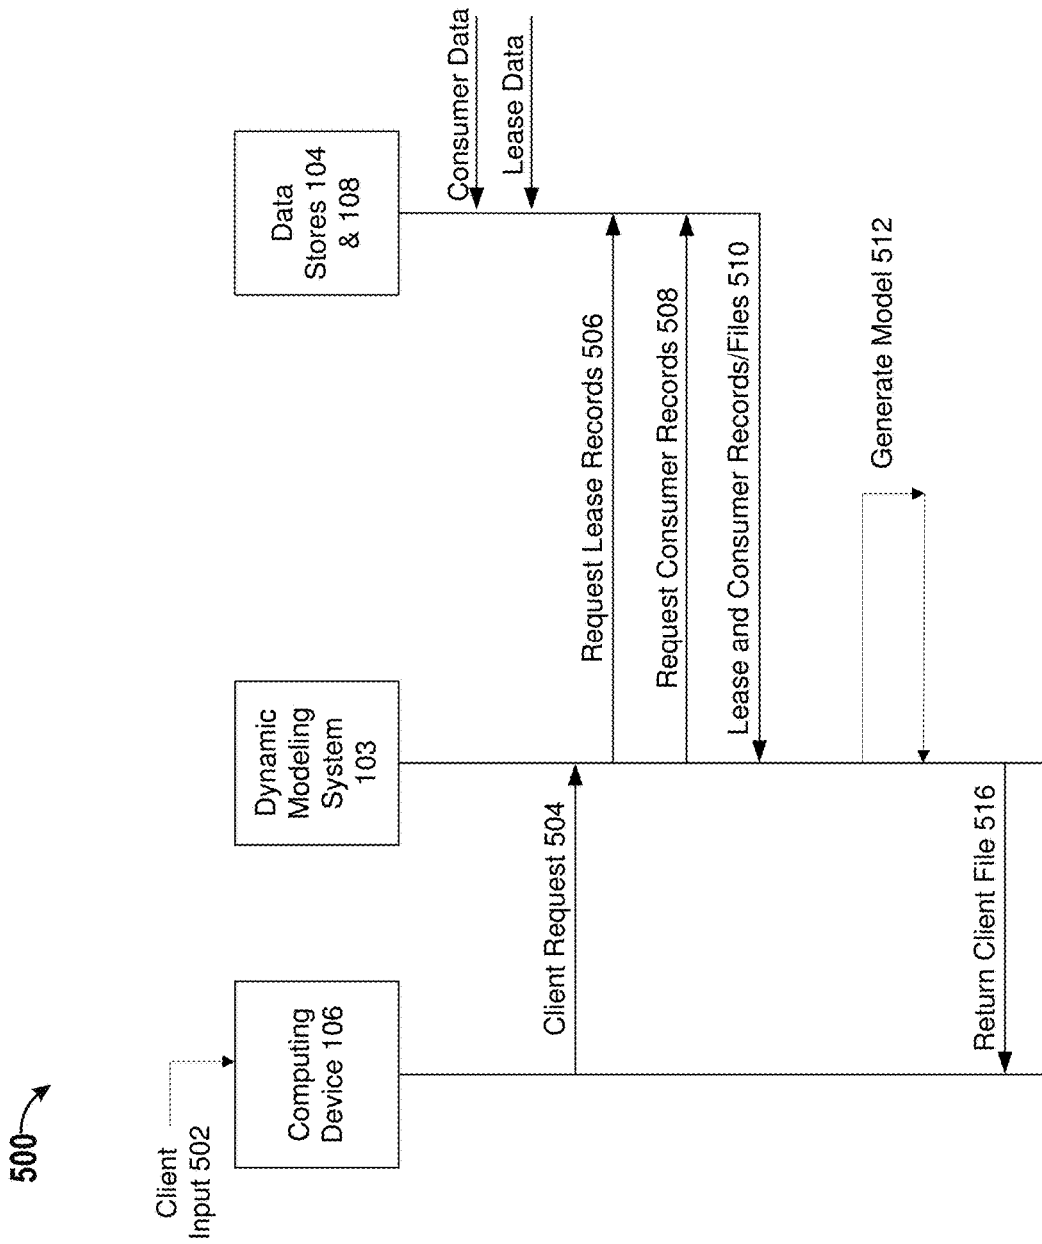 500
Client
Input 502
Computing
Device 106
Dynamic
Modeling
System
103
Data
Stores 104
& 108
Consumer Data
Lease Data
Client Request 504
Request Lease Records 506
Request Consumer Records 508
Lease and Consumer Records/Files 510
Generate Model 512
Return Client File 516